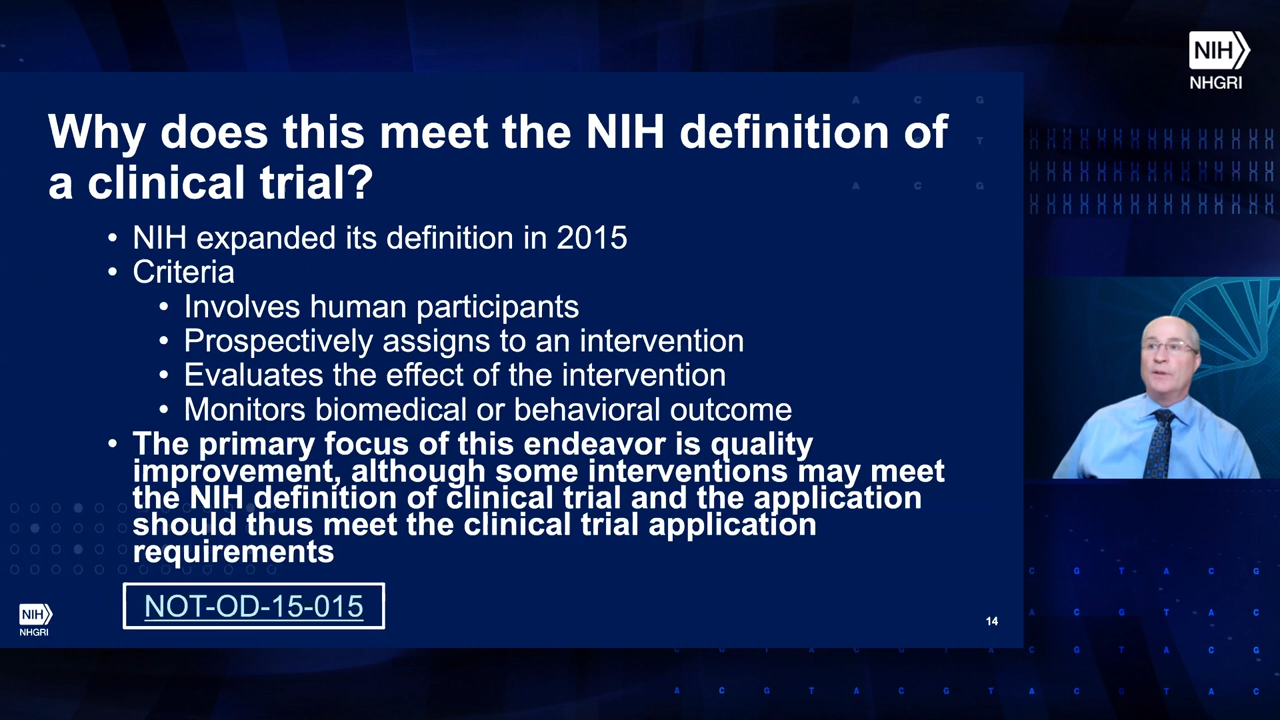 NIH
NHGRI
Why does this meet the NIH definition of
a clinical trial?
• NIH expanded its definition in 2015
• Criteria
• Involves human participants
• Prospectively assigns to an intervention
• Evaluates the effect of the intervention
• Monitors biomedical or behavioral outcome
• The primary focus of this endeavor is quality
improvement, although some interventions may meet
the NIH definition of clinical trial and the application
should thus meet the clinical trial application
requirements
NOT-OD-15-015
NIH
NHGRI
14
A C G
T
A C G
C G T A C G
A C G T A C
C G T A C G T A C G
A C G T A C G T A C G T A C